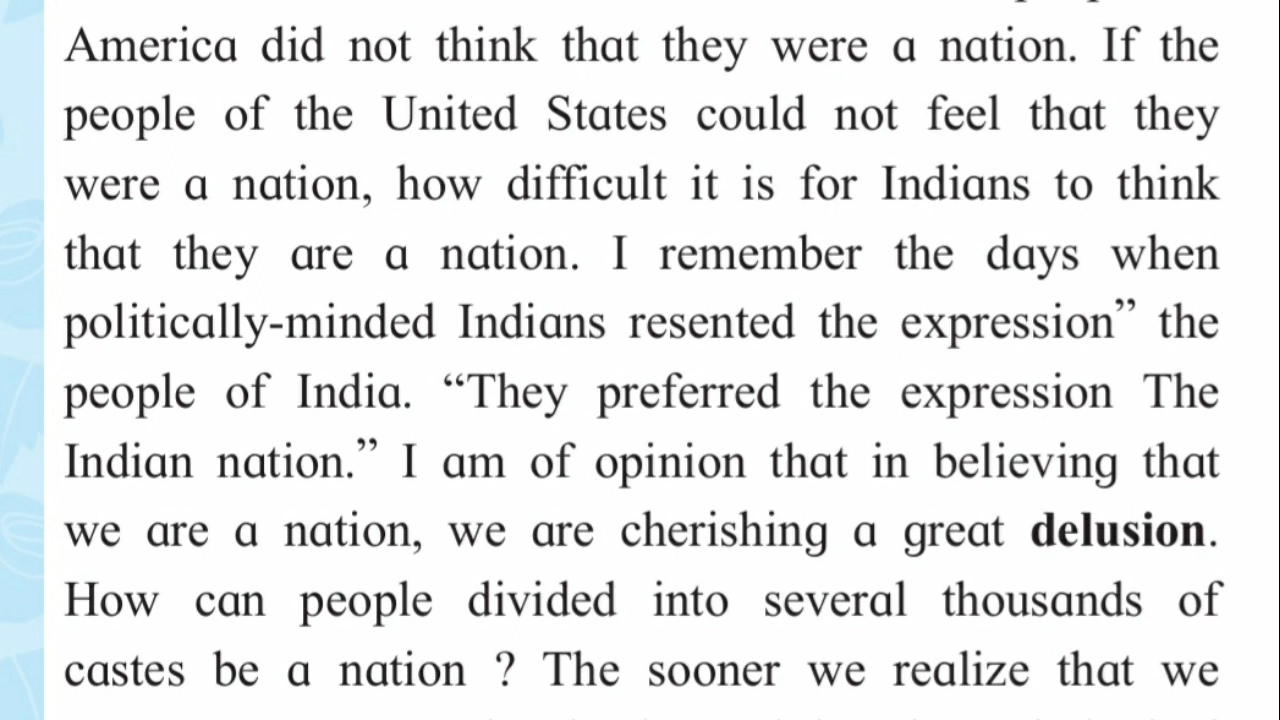 America did not think that they were a nation. If the
people of the United States could not feel that they
were a nation, how difficult it is for Indians to think
that they are a nation. I remember the days when
politically-minded Indians resented the expression” the
people of India. “They preferred the expression The
Indian nation.” I am of opinion that in believing that
we are a nation, we are cherishing a great delusion.
How can people divided into several thousands of
castes be a nation ? The sooner we realize that we